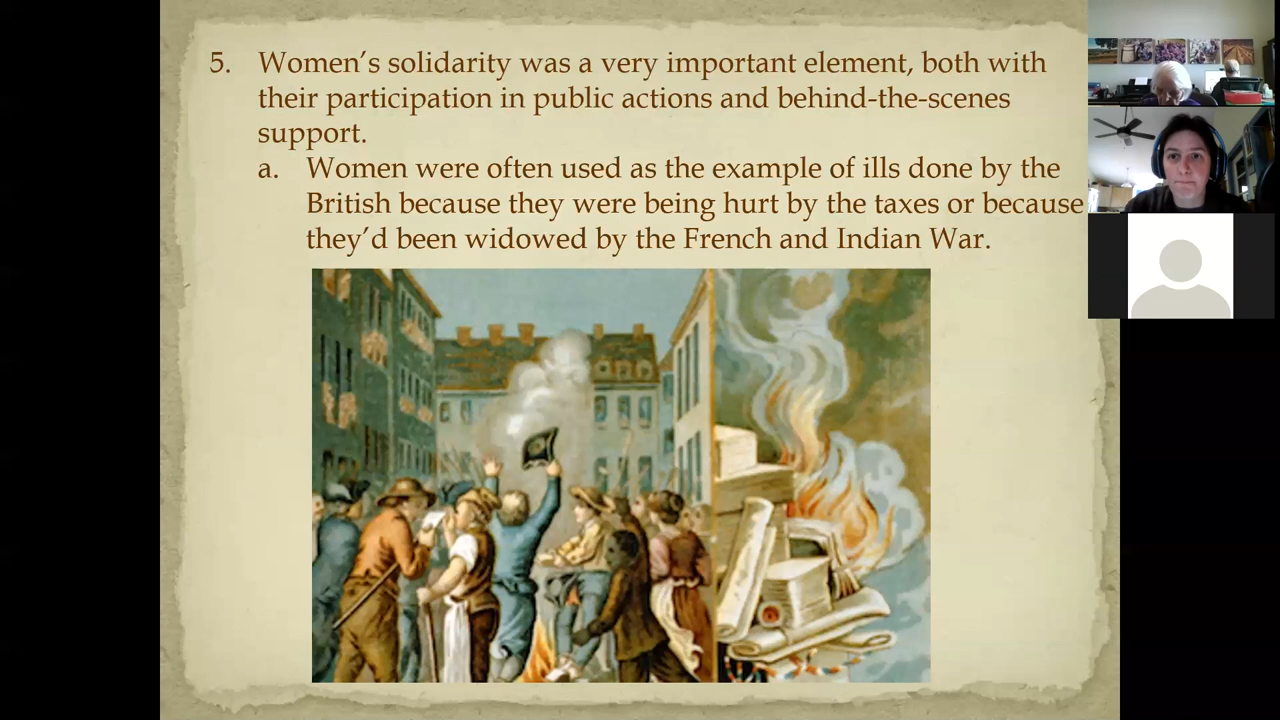 5. Women’s solidarity was a very important element, both with
their participation in public actions and behind-the-scenes
support.
a. Women were often used as the example of ills done by the
British because they were being hurt by the taxes or because
they’d been widowed by the French and Indian War.